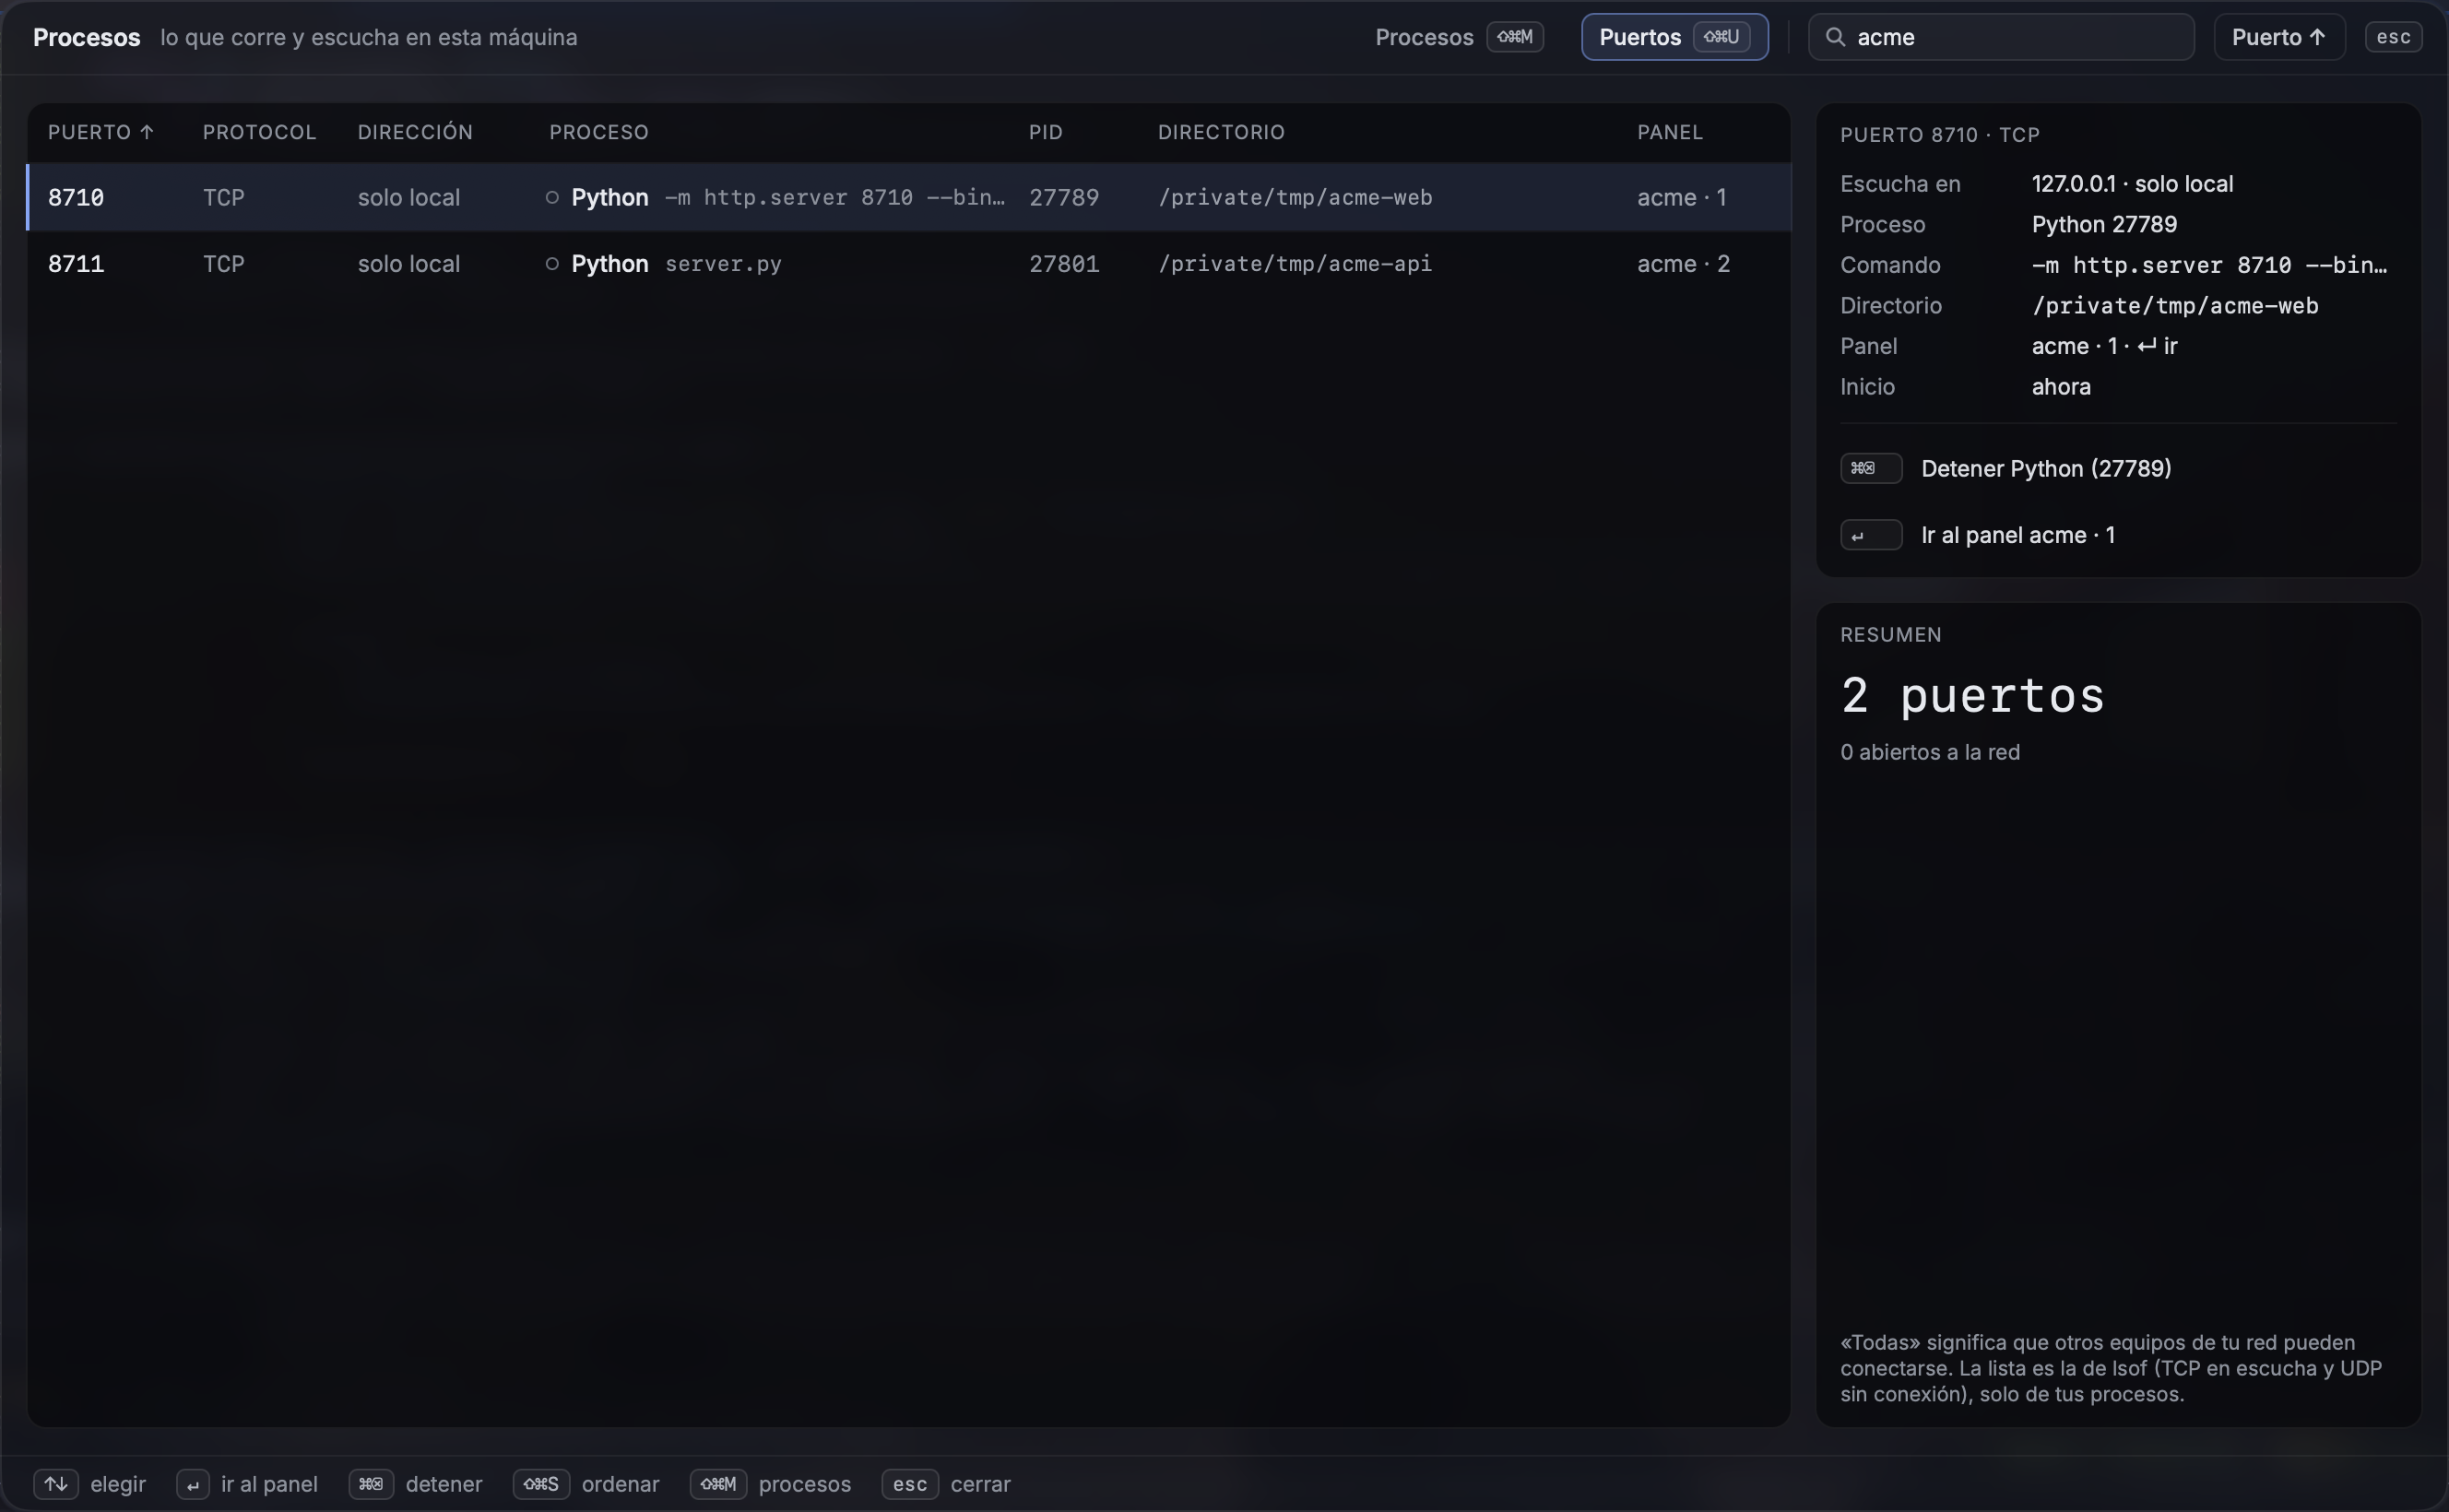 Procesos lo que corre y escucha en esta máquina Procesos ⇧⌘M Puertos ⇧⌘U acme Puerto ↑ esc
PUERTO ↑ PROTOCOL DIRECCIÓN PROCESO PID DIRECTORIO PANEL
8710 TCP solo local Python -m http.server 8710 --bin… 27789 /private/tmp/acme-web acme · 1
8711 TCP solo local Python server.py 27801 /private/tmp/acme-api acme · 2
PUERTO 8710 · TCP
Escucha en 127.0.0.1 · solo local
Proceso Python 27789
Comando -m http.server 8710 --bin…
Directorio /private/tmp/acme-web
Panel acme · 1 · ↵ ir
Inicio ahora
⌘⌫ Detener Python (27789)
↵ Ir al panel acme · 1
RESUMEN
2 puertos
0 abiertos a la red
«Todas» significa que otros equipos de tu red pueden
conectarse. La lista es la de lsof (TCP en escucha y UDP
sin conexión), solo de tus procesos.
↑↓ elegir ↵ ir al panel ⌘⌫ detener ⇧⌘S ordenar ⇧⌘M procesos esc cerrar